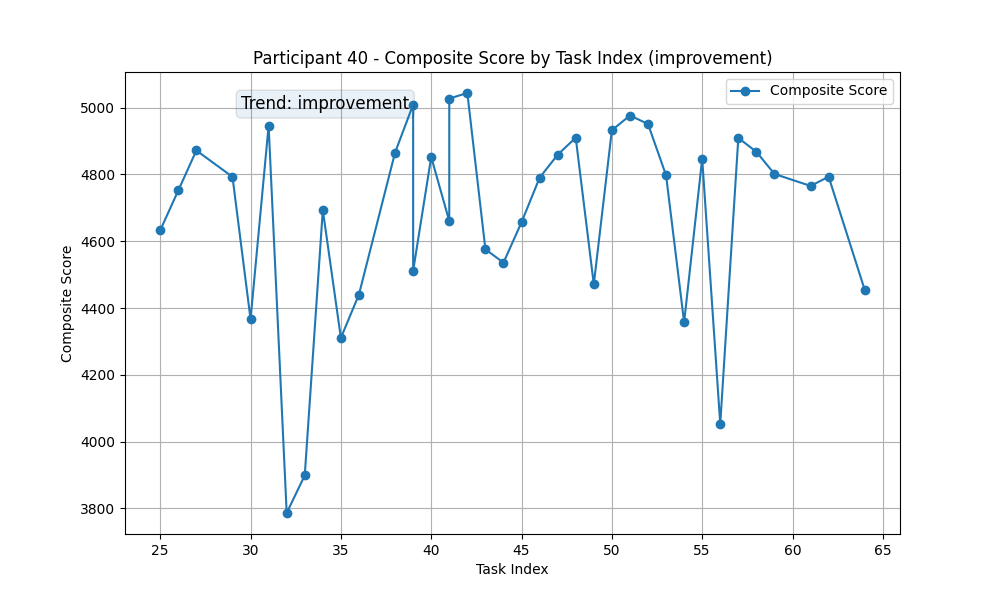 Participant 40 - Composite Score by Task Index (improvement)
Trend: improvement
Composite Score
Composite Score
5000
4800
4600
4400
4200
4000
3800
25 30 35 40 45 50 55 60 65
Task Index